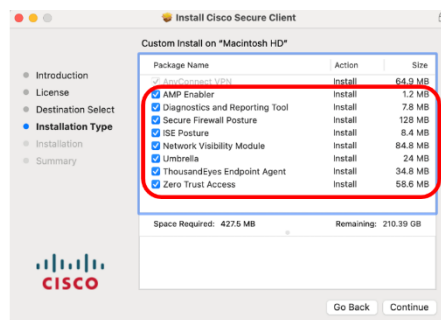 Install Cisco Secure Client
Custom Install on "Macintosh HD"
Package Name Action Size
AnyConnect VPN Install 64.9 MB
AMP Enabler Install 1.2 MB
Diagnostics and Reporting Tool Install 7.8 MB
Secure Firewall Posture Install 128 MB
ISE Posture Install 8.4 MB
Network Visibility Module Install 84.8 MB
Umbrella Install 24 MB
ThousandEyes Endpoint Agent Install 34.8 MB
Zero Trust Access Install 58.6 MB
Space Required: 427.5 MB Remaining: 210.39 GB
Introduction
License
Destination Select
Installation Type
Installation
Summary
CISCO
Go Back Continue